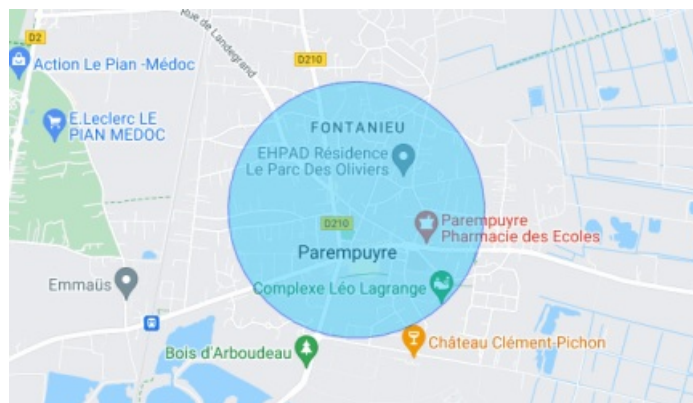 Rue de Landegrand
D2
D210
Action Le Pian -Médoc
E.Leclerc LE
PIAN MEDOC
FONTANIEU
EHPAD Résidence
Le Parc Des Oliviers
D210
Parempuyre
Pharmacie des Ecoles
Parempuyre
Emmaüs
Complexe Léo Lagrange
Bois d'Arboudeau
Château Clément-Pichon